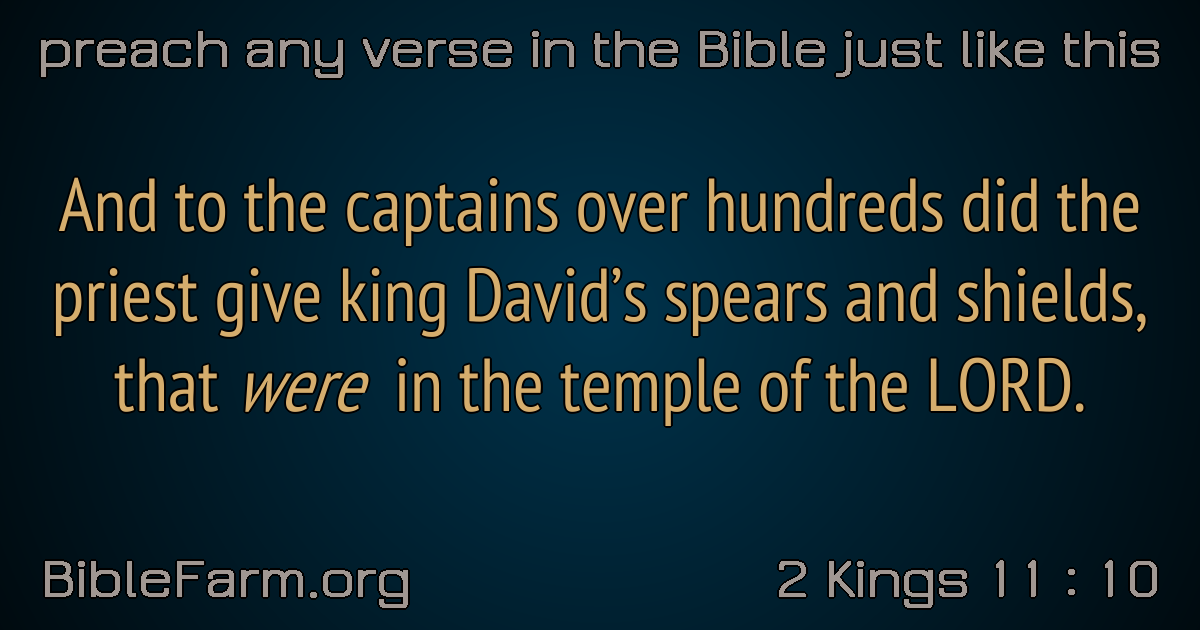 preach any verse in the Bible just like this
And to the captains over hundreds did the
priest give king David’s spears and shields,
that were in the temple of the LORD.
BibleFarm.org
2 Kings 11 : 10